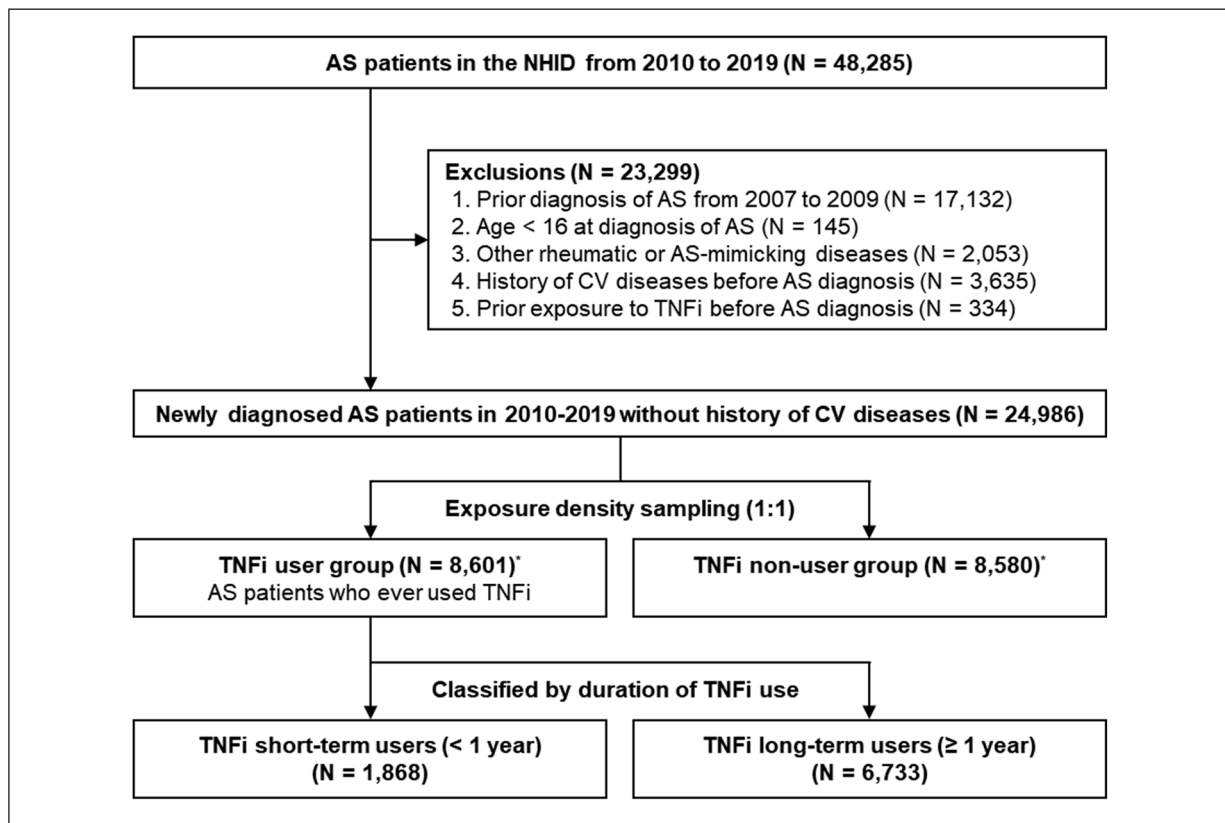 AS patients in the NHID from 2010 to 2019 (N = 48,285)
Exclusions (N = 23,299)
1. Prior diagnosis of AS from 2007 to 2009 (N = 17,132)
2. Age < 16 at diagnosis of AS (N = 145)
3. Other rheumatic or AS-mimicking diseases (N = 2,053)
4. History of CV diseases before AS diagnosis (N = 3,635)
5. Prior exposure to TNFi before AS diagnosis (N = 334)
Newly diagnosed AS patients in 2010-2019 without history of CV diseases (N = 24,986)
Exposure density sampling (1:1)
TNFi user group (N = 8,601)*
AS patients who ever used TNFi
TNFi non-user group (N = 8,580)*
Classified by duration of TNFi use
TNFi short-term users (< 1 year)
(N = 1,868)
TNFi long-term users (≥ 1 year)
(N = 6,733)